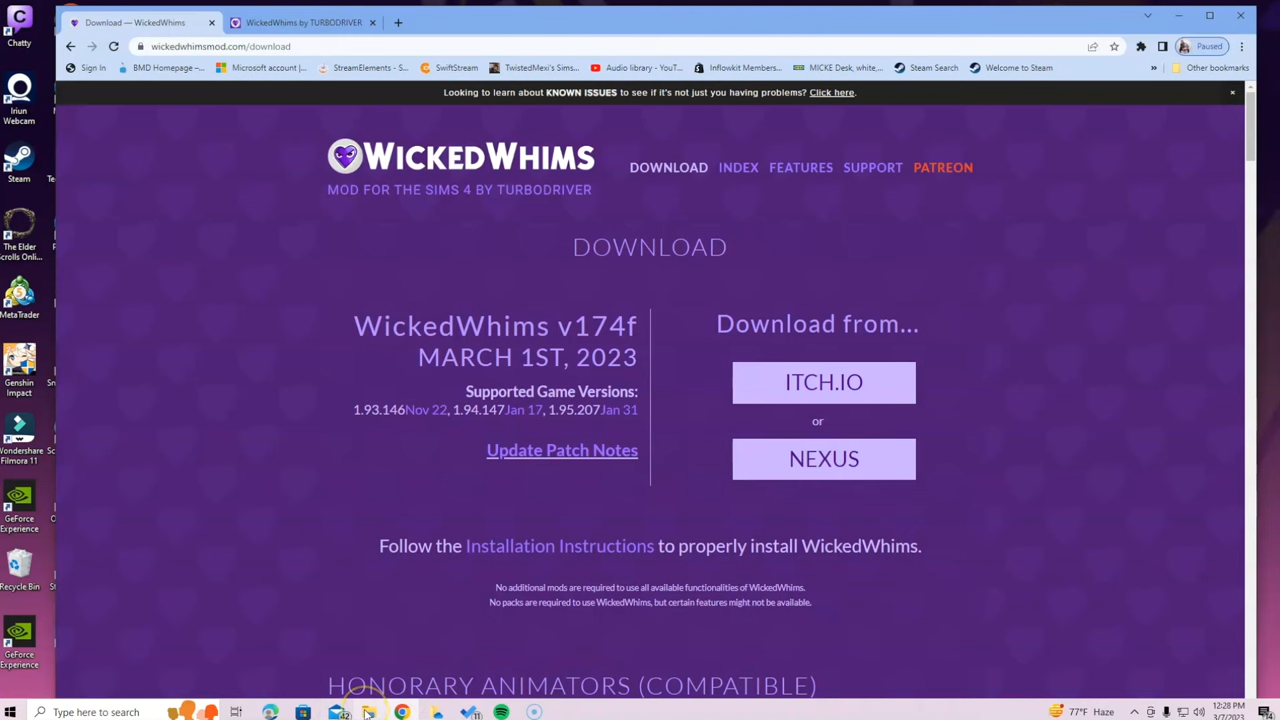 Download — WickedWhims
WickedWhims by TURBODRIVER
wickedwhimsmod.com/download
Paused
Sign In
BMD Homepage –...
Microsoft account |...
StreamElements - S...
SwiftStream
TwistedMexi's Sims...
Audio library - YouT...
Inflowkit Members...
MICKE Desk, white,...
Steam Search
Welcome to Steam
Other bookmarks
Looking to learn about KNOWN ISSUES to see if it's not just you having problems? Click here.
WICKEDWHIMS
MOD FOR THE SIMS 4 BY TURBODRIVER
DOWNLOAD INDEX FEATURES SUPPORT PATREON
DOWNLOAD
WickedWhims v174f
MARCH 1ST, 2023
Supported Game Versions:
1.93.146Nov 22, 1.94.147Jan 17, 1.95.207Jan 31
Update Patch Notes
Download from...
ITCH.IO
or
NEXUS
Follow the Installation Instructions to properly install WickedWhims.
No additional mods are required to use all available functionalities of WickedWhims.
No packs are required to use WickedWhims, but certain features might not be available.
HONORARY ANIMATORS (COMPATIBLE)
Chatty
Iriun
Webcam
Steam
The Elder
Scrolls Onli...
MetaTrader
Genshin
Impact
Wondershare
Filmora 11
GeForce
Experience
Recycle Bin
GeForce
Experience
Type here to search
42
11
77°F Haze
12:28 PM
3/7/2023